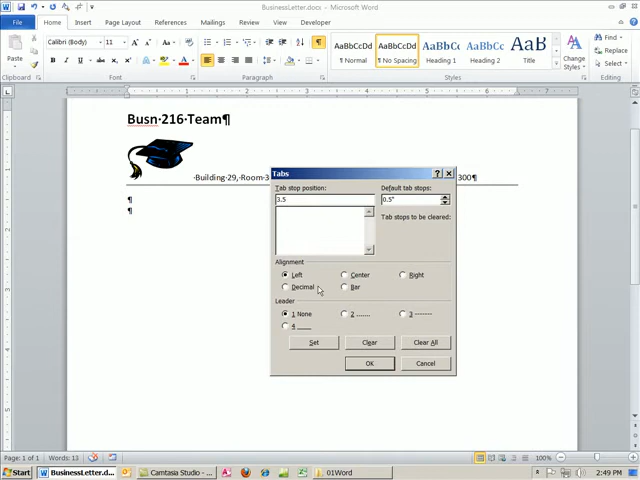 BusinessLetter.docx - Microsoft Word
File
Home
Insert
Page Layout
References
Mailings
Review
View
Developer
Paste
Calibri (Body)
11
Clipboard
Font
Paragraph
AaBbCcDd
¶ Normal
AaBbCcDd
¶ No Spacing
AaBbC
Heading 1
AaBbCc
Heading 2
AaB
Title
Change
Styles
Styles
Find
Replace
Select
Editing
Busn·216·Team¶
·Building·29,·Room·3
300¶
¶
¶
Tabs
Tab stop position:
3.5
Default tab stops:
0.5"
Tab stops to be cleared:
Alignment
Left
Center
Right
Decimal
Bar
Leader
1 None
2 .......
3 -------
4 ____
Set
Clear
Clear All
OK
Cancel
Page: 1 of 1
Words: 13
100%
Start
BusinessLetter.d...
Camtasia Studio - ...
01Word
2:49 PM